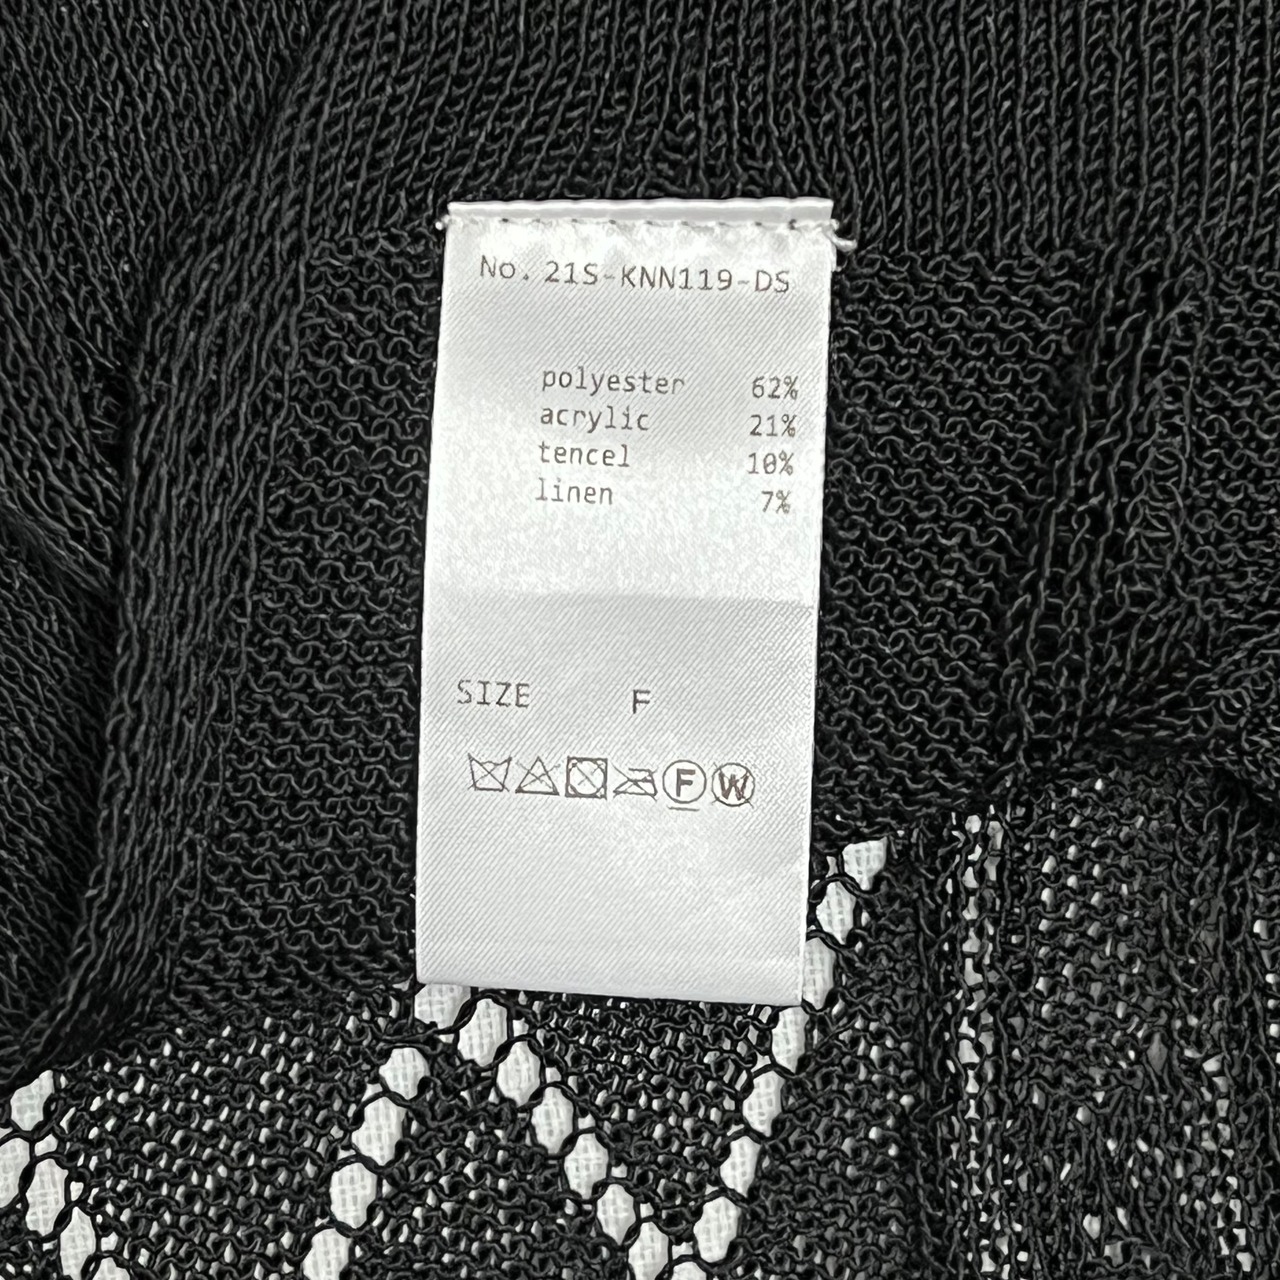 No. 21S-KNN119-DS
polyester 62%
acrylic 21%
tencel 10%
linen 7%
SIZE F
F W